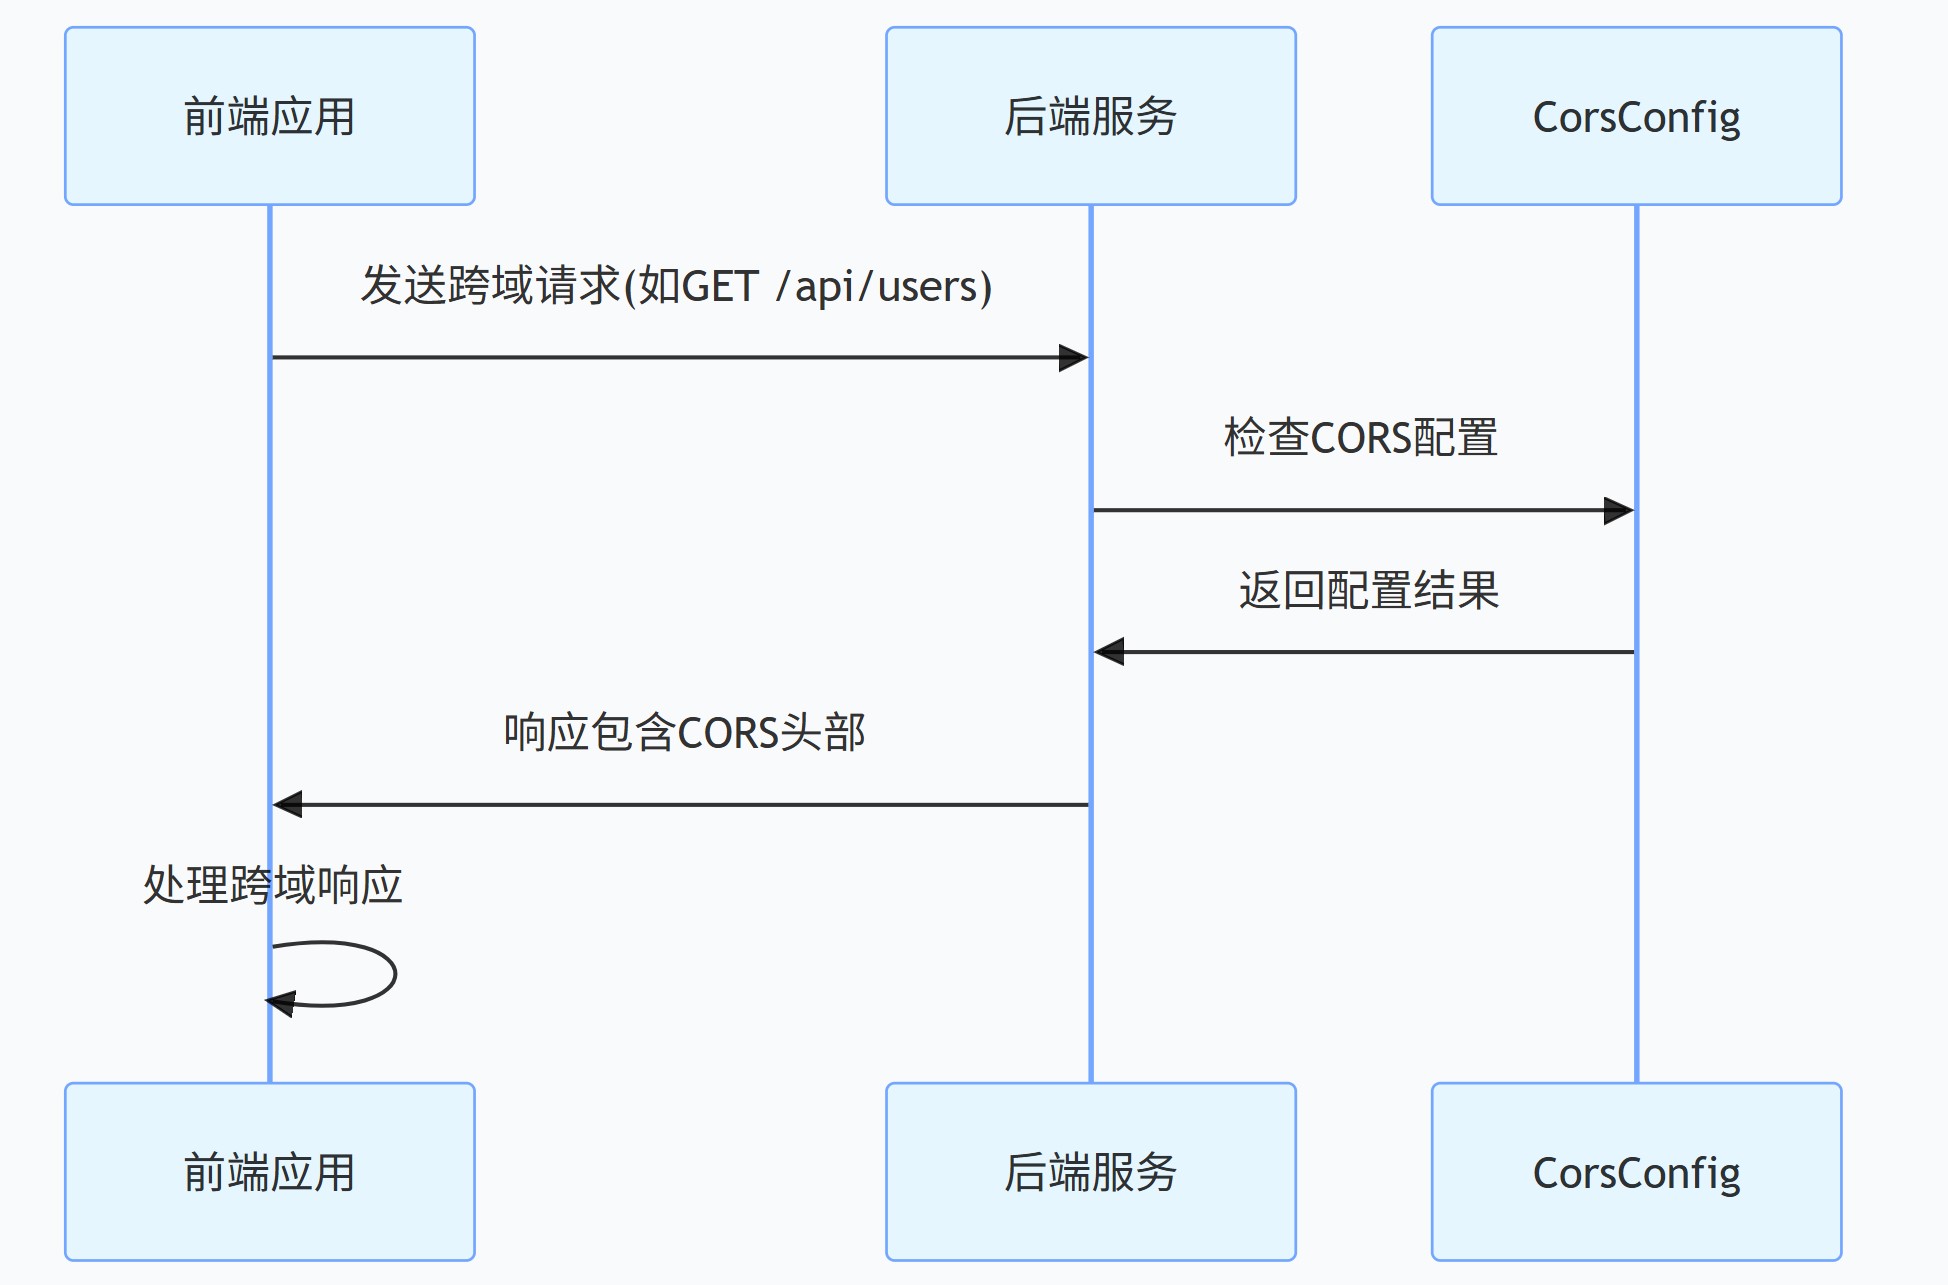 前端应用
后端服务
CorsConfig
发送跨域请求(如GET /api/users)
检查CORS配置
返回配置结果
响应包含CORS头部
处理跨域响应
前端应用
后端服务
CorsConfig